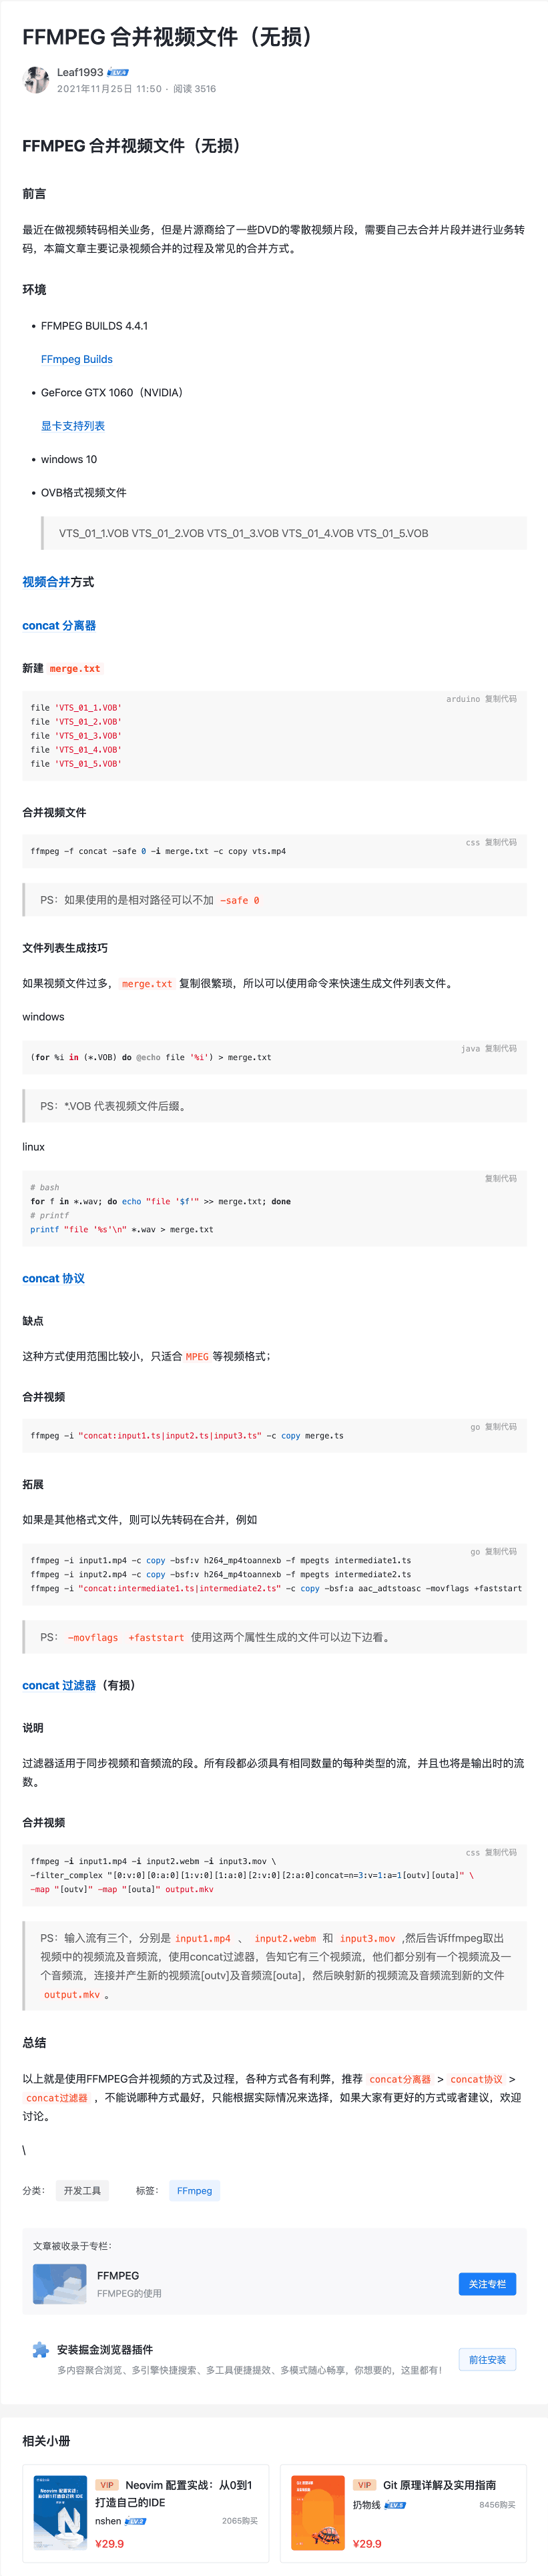 FFMPEG 合并视频文件（无损）
Leaf1993 LV.4
2021年11月25日 11:50 · 阅读 3516
FFMPEG 合并视频文件（无损）
前言
最近在做视频转码相关业务，但是片源商给了一些DVD的零散视频片段，需要自己去合并片段并进行业务转
码，本篇文章主要记录视频合并的过程及常见的合并方式。
环境
• FFMPEG BUILDS 4.4.1
FFmpeg Builds
• GeForce GTX 1060（NVIDIA）
显卡支持列表
• windows 10
• OVB格式视频文件
VTS_01_1.VOB VTS_01_2.VOB VTS_01_3.VOB VTS_01_4.VOB VTS_01_5.VOB
视频合并方式
concat 分离器
新建 merge.txt
arduino 复制代码
file 'VTS_01_1.VOB'
file 'VTS_01_2.VOB'
file 'VTS_01_3.VOB'
file 'VTS_01_4.VOB'
file 'VTS_01_5.VOB'
合并视频文件
css 复制代码
ffmpeg -f concat -safe 0 -i merge.txt -c copy vts.mp4
PS：如果使用的是相对路径可以不加 -safe 0
文件列表生成技巧
如果视频文件过多，merge.txt 复制很繁琐，所以可以使用命令来快速生成文件列表文件。
windows
java 复制代码
(for %i in (*.VOB) do @echo file '%i') > merge.txt
PS：*.VOB 代表视频文件后缀。
linux
复制代码
# bash
for f in *.wav; do echo "file '$f'" >> merge.txt; done
# printf
printf "file '%s'\n" *.wav > merge.txt
concat 协议
缺点
这种方式使用范围比较小，只适合 MPEG 等视频格式；
合并视频
go 复制代码
ffmpeg -i "concat:input1.ts|input2.ts|input3.ts" -c copy merge.ts
拓展
如果是其他格式文件，则可以先转码在合并，例如
go 复制代码
ffmpeg -i input1.mp4 -c copy -bsf:v h264_mp4toannexb -f mpegts intermediate1.ts
ffmpeg -i input2.mp4 -c copy -bsf:v h264_mp4toannexb -f mpegts intermediate2.ts
ffmpeg -i "concat:intermediate1.ts|intermediate2.ts" -c copy -bsf:a aac_adtstoasc -movflags +faststart
PS： -movflags +faststart 使用这两个属性生成的文件可以边下边看。
concat 过滤器（有损）
说明
过滤器适用于同步视频和音频流的段。所有段都必须具有相同数量的每种类型的流，并且也将是输出时的流
数。
合并视频
css 复制代码
ffmpeg -i input1.mp4 -i input2.webm -i input3.mov \
-filter_complex "[0:v:0][0:a:0][1:v:0][1:a:0][2:v:0][2:a:0]concat=n=3:v=1:a=1[outv][outa]" \
-map "[outv]" -map "[outa]" output.mkv
PS：输入流有三个，分别是 input1.mp4 、 input2.webm 和 input3.mov ,然后告诉ffmpeg取出
视频中的视频流及音频流，使用concat过滤器，告知它有三个视频流，他们都分别有一个视频流及一
个音频流，连接并产生新的视频流[outv]及音频流[outa]，然后映射新的视频流及音频流到新的文件
output.mkv 。
总结
以上就是使用FFMPEG合并视频的方式及过程，各种方式各有利弊，推荐 concat分离器 > concat协议 >
concat过滤器 ，不能说哪种方式最好，只能根据实际情况来选择，如果大家有更好的方式或者建议，欢迎
讨论。
\
分类： 开发工具 标签： FFmpeg
文章被收录于专栏：
FFMPEG
FFMPEG的使用
关注专栏
安装掘金浏览器插件
多内容聚合浏览、多引擎快捷搜索、多工具便捷提效、多模式随心畅享，你想要的，这里都有！
前往安装
相关小册
VIP Neovim 配置实战：从0到1
打造自己的IDE
nshen LV.3 2065购买
¥29.9
VIP Git 原理详解及实用指南
扔物线 LV.5 8456购买
¥29.9